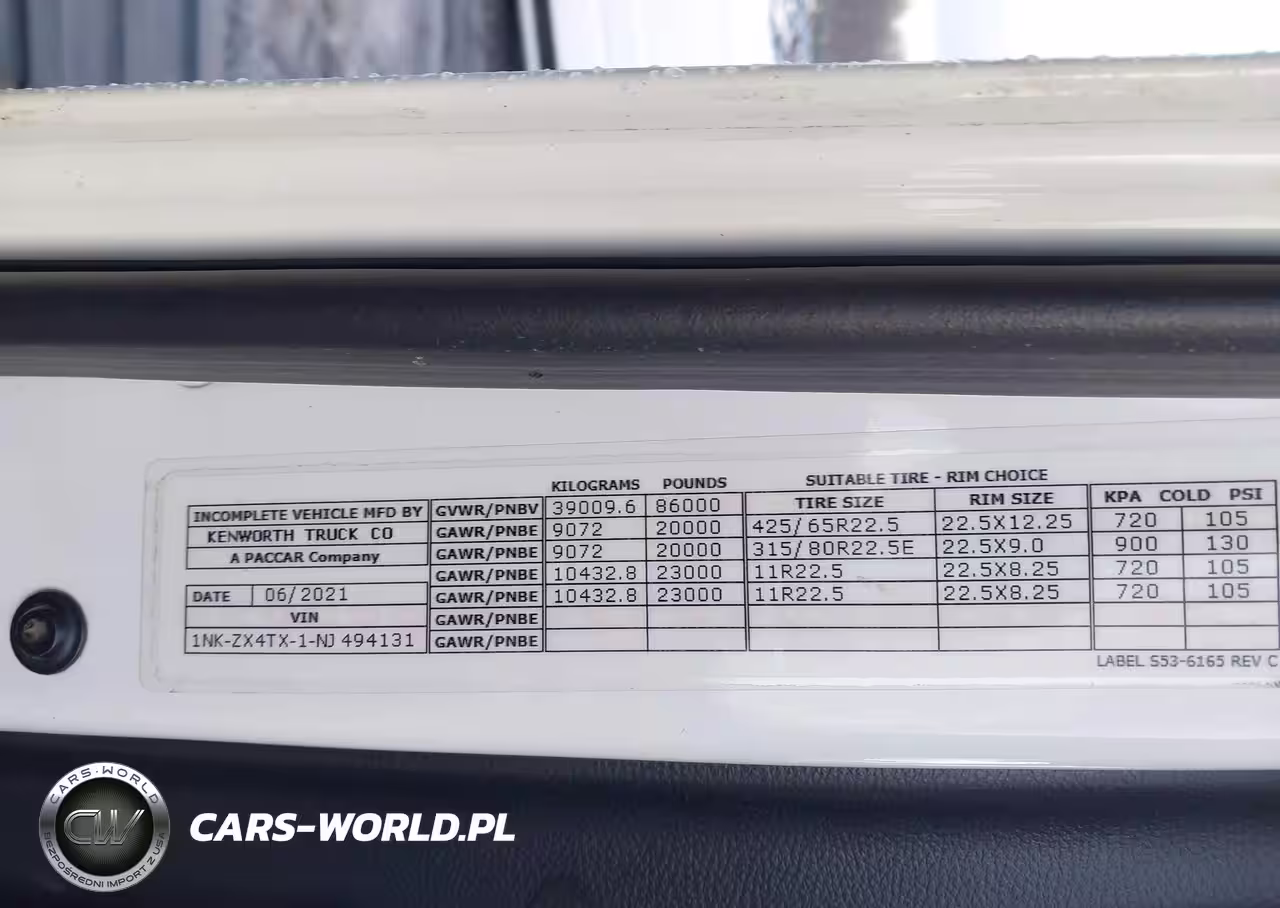 KILOGRAMS POUNDS SUITABLE TIRE - RIM CHOICE
INCOMPLETE VEHICLE MFD BY GVWR/PNBV 39009.6 86000 TIRE SIZE RIM SIZE KPA COLD PSI
KENWORTH TRUCK CO GAWR/PNBE 9072 20000 425/65R22.5 22.5X12.25 720 105
A PACCAR Company GAWR/PNBE 9072 20000 315/80R22.5E 22.5X9.0 900 130
GAWR/PNBE 10432.8 23000 11R22.5 22.5X8.25 720 105
DATE 06/2021 GAWR/PNBE 10432.8 23000 11R22.5 22.5X8.25 720 105
VIN GAWR/PNBE
1NK-ZX4TX-1-NJ 494131 GAWR/PNBE
LABEL S53-6165 REV C
CARS-WORLD
CW
BEZPOŚREDNI IMPORT Z USA
CARS-WORLD.PL